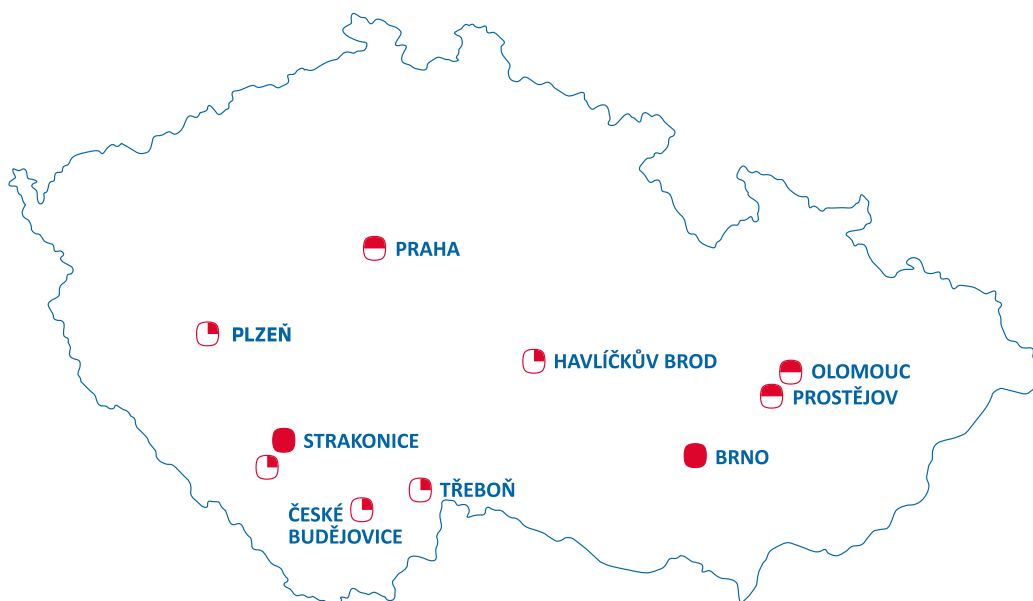 PRAHA
PLZEŇ
HAVLÍČKŮV BROD
OLOMOUC
PROSTĚJOV
STRAKONICE
BRNO
TŘEBOŇ
ČESKÉ
BUDĚJOVICE